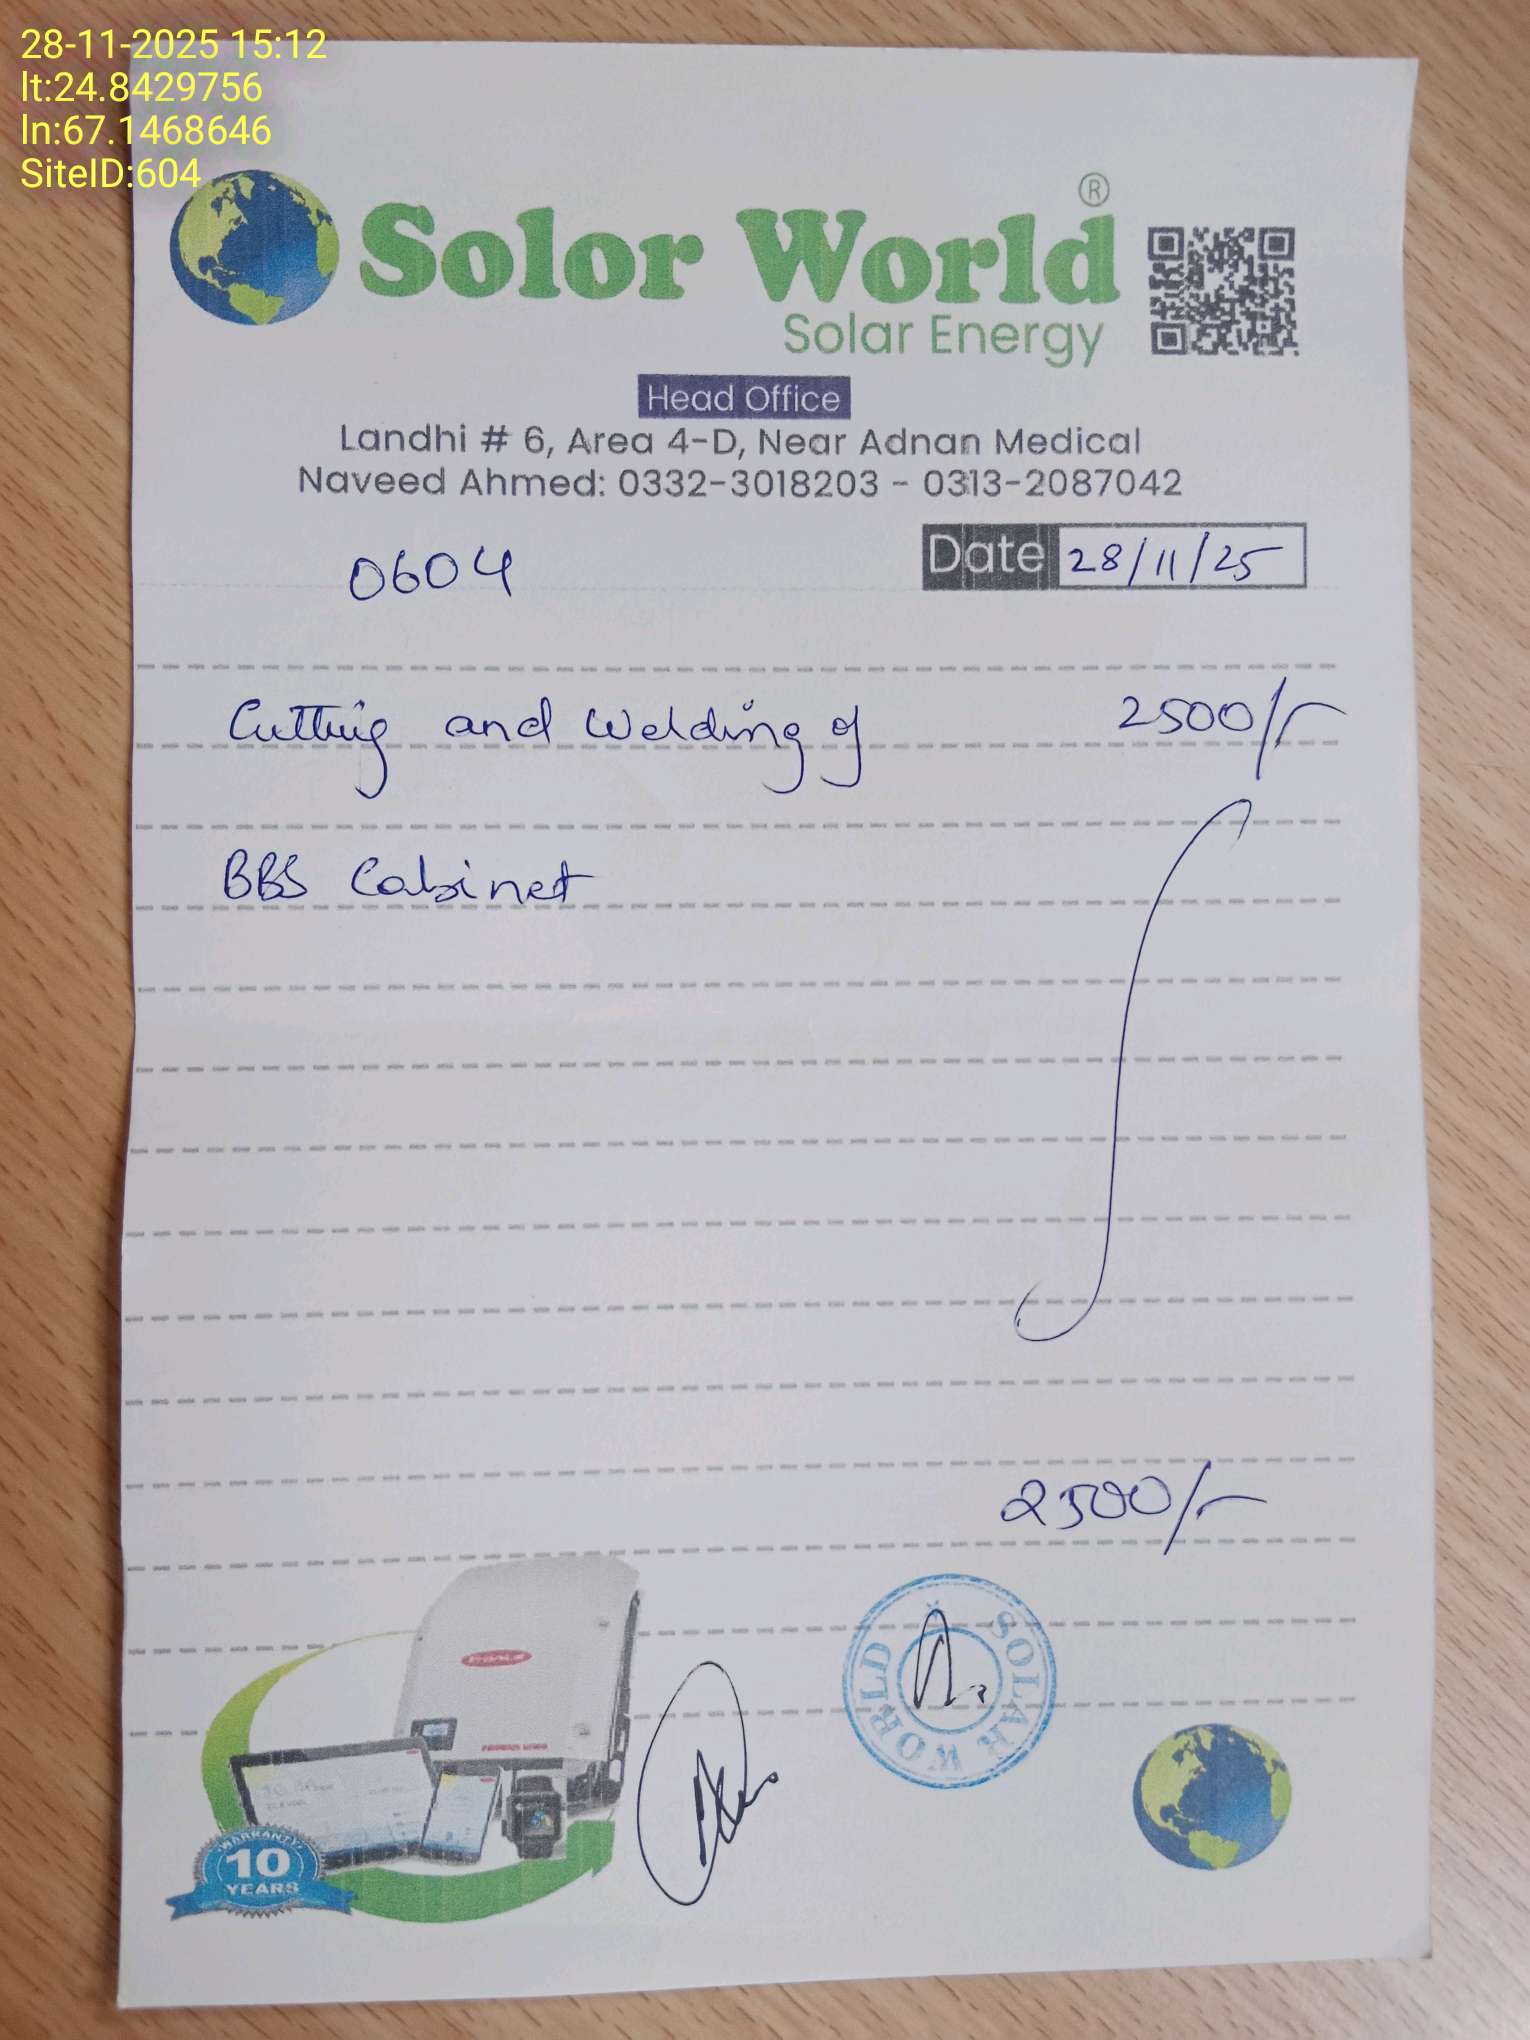 28-11-2025 15:12
lt:24.8429756
ln:67.1468646
SiteID:604
Solor World ®
Solar Energy
Head Office
Landhi # 6, Area 4-D, Near Adnan Medical
Naveed Ahmed: 0332-3018203 - 0313-2087042
0604
Date 28/11/25
Cutting and Welding of 2500/-
BBS Cabinet
2500/-
SOLAR WORLD
WARRANTY
10
YEARS